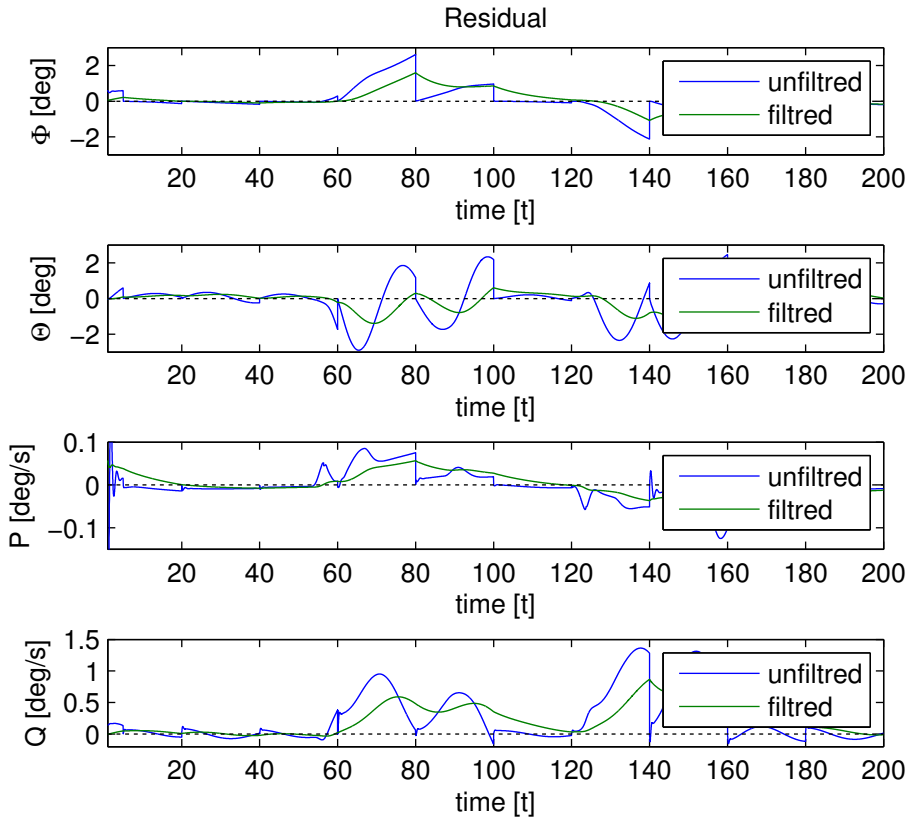 Residual
Φ [deg]
2
0
−2
unfiltred
filtred
20 40 60 80 100 120 140 160 180 200
time [t]
Θ [deg]
2
0
−2
unfiltred
filtred
20 40 60 80 100 120 140 160 180 200
time [t]
P [deg/s]
0.1
0
−0.1
unfiltred
filtred
20 40 60 80 100 120 140 160 180 200
time [t]
Q [deg/s]
1.5
1
0.5
0
unfiltred
filtred
20 40 60 80 100 120 140 160 180 200
time [t]